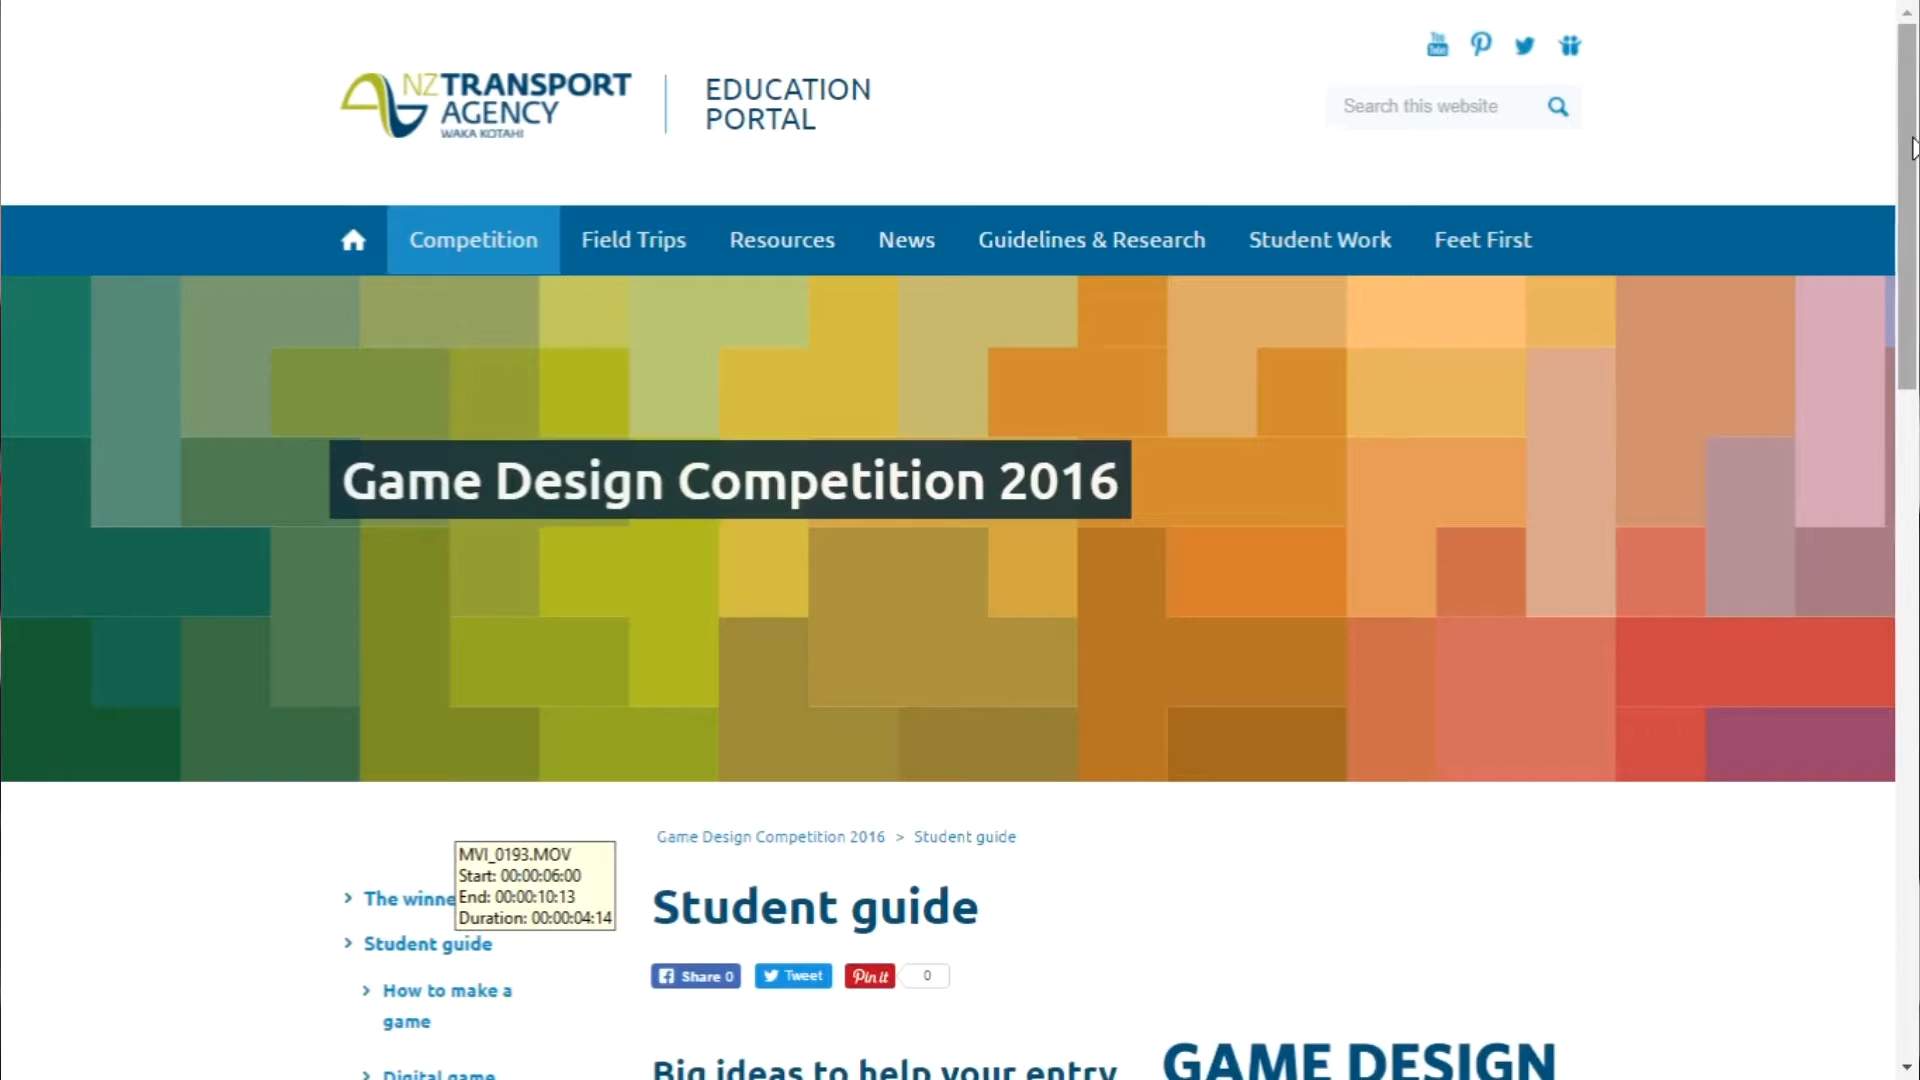 You
Tube
NZ TRANSPORT
AGENCY
WAKA KOTAHI
EDUCATION
PORTAL
Search this website
Competition
Field Trips
Resources
News
Guidelines & Research
Student Work
Feet First
Game Design Competition 2016
Game Design Competition 2016 > Student guide
MVI_0193.MOV
Start: 00:00:06:00
End: 00:00:10:13
Duration: 00:00:04:14
The winne
Student guide
How to make a
game
Digital game
Student guide
Share 0
Tweet
Pin it
0
Big ideas to help your entry
GAME DESIGN